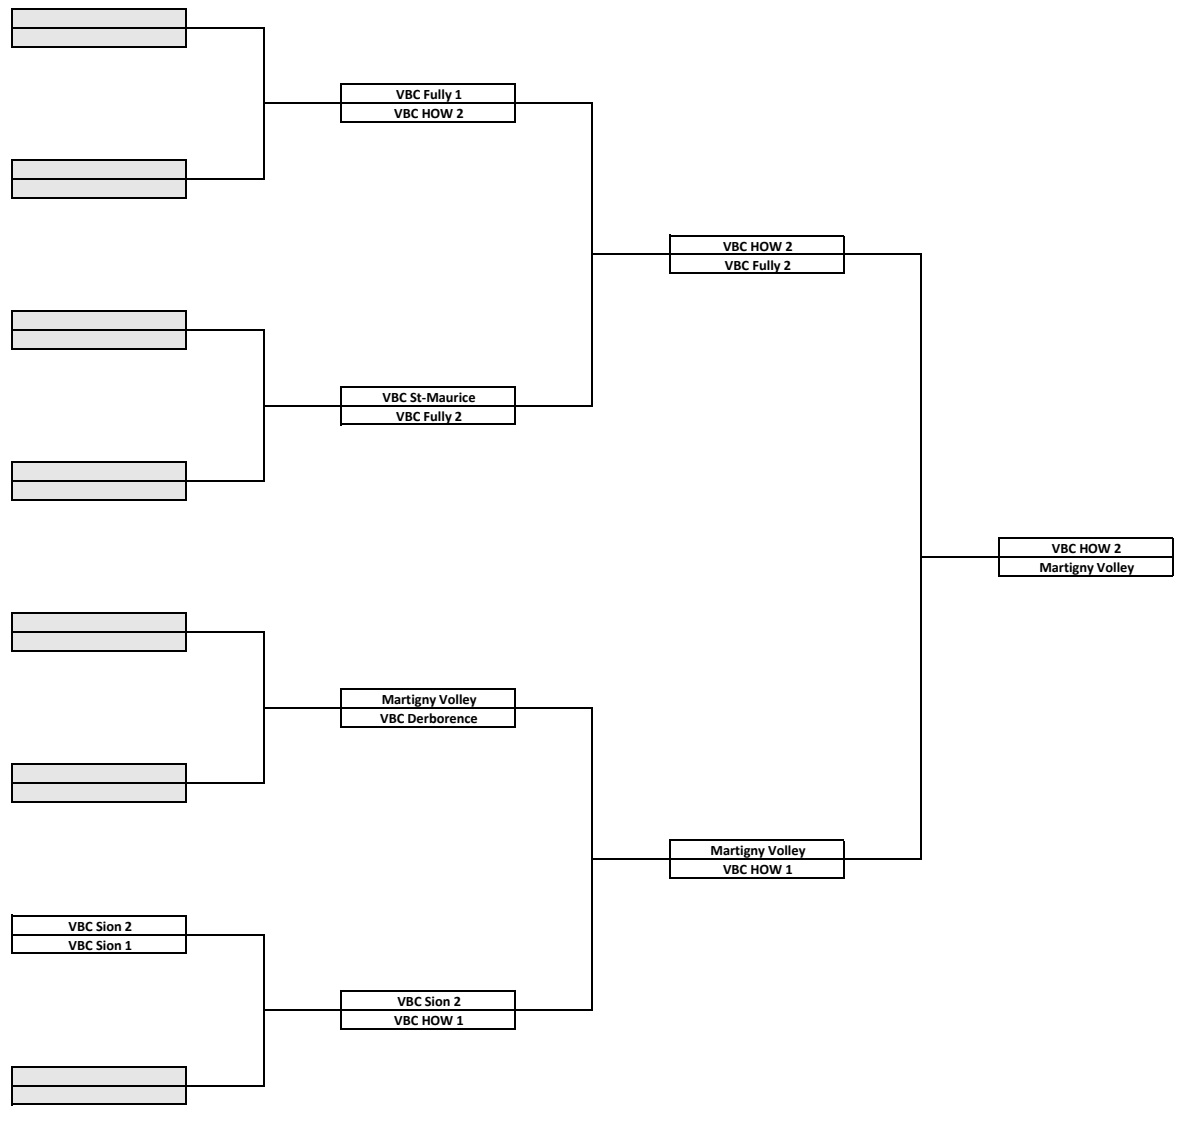 VBC Fully 1
VBC HOW 2
VBC HOW 2
VBC Fully 2
VBC St-Maurice
VBC Fully 2
VBC HOW 2
Martigny Volley
Martigny Volley
VBC Derborence
Martigny Volley
VBC HOW 1
VBC Sion 2
VBC Sion 1
VBC Sion 2
VBC HOW 1